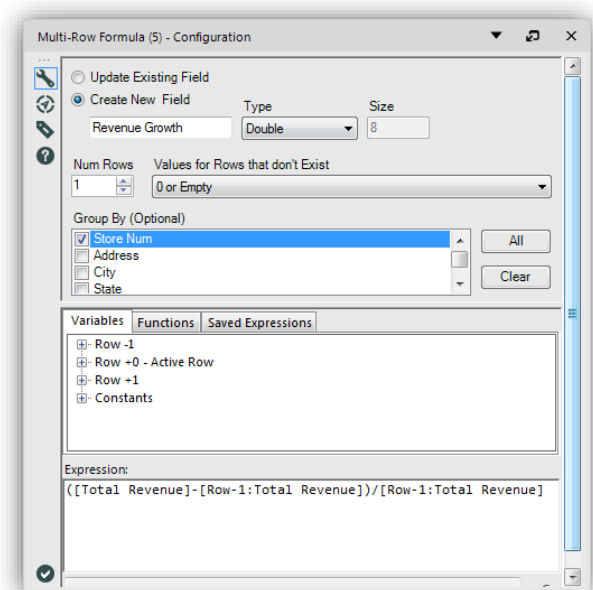 Multi-Row Formula (5) - Configuration
Update Existing Field
Create New Field
Type
Size
Revenue Growth
Double
8
Num Rows
Values for Rows that don't Exist
1
0 or Empty
Group By (Optional)
Store Num
Address
City
State
All
Clear
Variables
Functions
Saved Expressions
Row -1
Row +0 - Active Row
Row +1
Constants
Expression:
([Total Revenue]-[Row-1:Total Revenue])/[Row-1:Total Revenue]